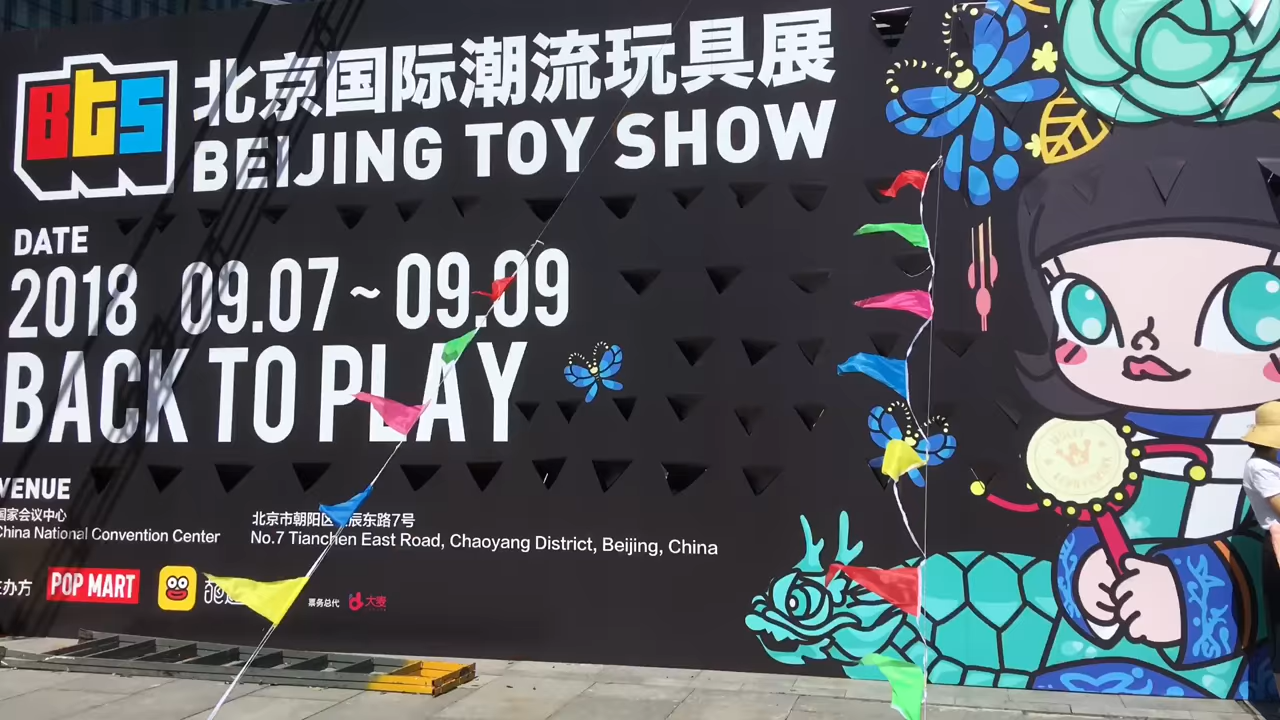 BTS
北京国际潮流玩具展
BEIJING TOY SHOW
DATE
2018 09.07~09.09
BACK TO PLAY
VENUE
国家会议中心
China National Convention Center
北京市朝阳区 辰东路7号
No.7 Tianchen East Road, Chaoyang District, Beijing, China
办方
POP MART
票务总代
大麦